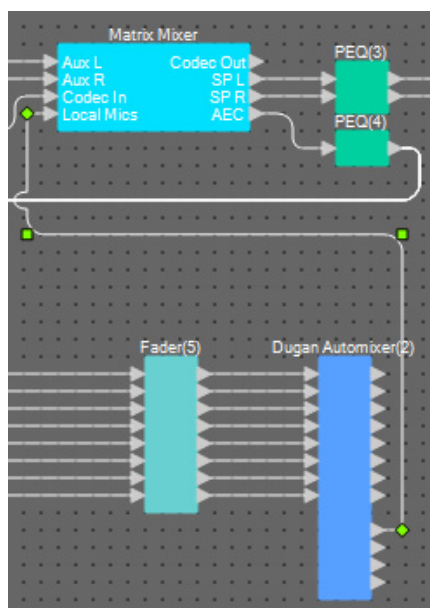 Matrix Mixer
PEQ(3)
Aux L
Codec Out
Aux R
SP L
Codec In
SP R
Local Mics
AEC
PEQ(4)
Fader(5)
Dugan Automixer(2)